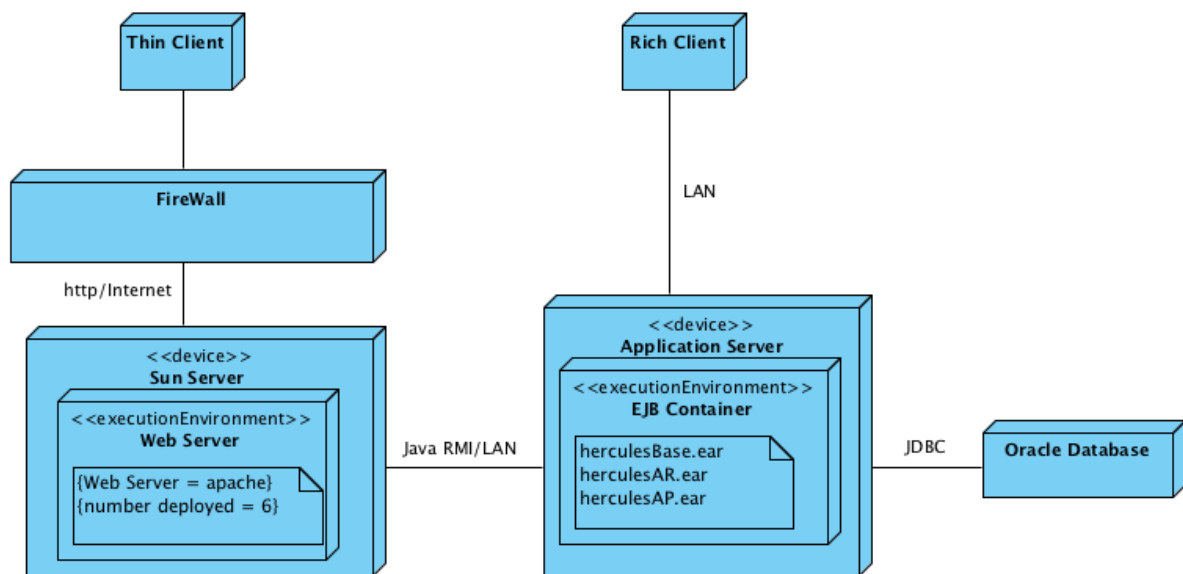 Thin Client
Rich Client
FireWall
LAN
http/Internet
<<device>>
Sun Server
<<executionEnvironment>>
Web Server
{Web Server = apache}
{number deployed = 6}
Java RMI/LAN
<<device>>
Application Server
<<executionEnvironment>>
EJB Container
herculesBase.ear
herculesAR.ear
herculesAP.ear
JDBC
Oracle Database